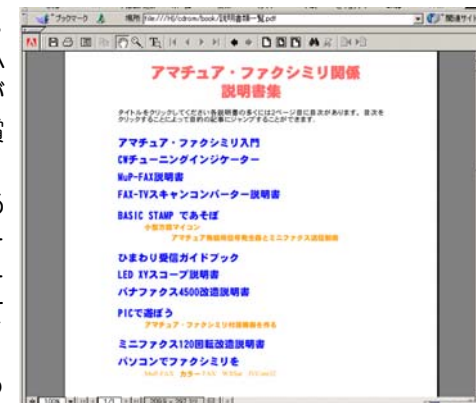 ブックマーク 場所 file:///H|/cdrom/book/説明書類一覧.pdf 関連サイト
アマチュア・ファクシミリ関係
説明書集
タイトルをクリックしてください各説明書の多くには2ページ目に目次があります。目次を
クリックすることによって目的の記事にジャンプすることができます。
アマチュア・ファクシミリ入門
CWチューニングインジケーター
MuP-FAX説明書
FAX-TVスキャンコンバーター説明書
BASIC STAMP であそぼ
小型万能マイコン
アマチュア無線用信号発生器とミニファクス送信制御
ひまわり受信ガイドブック
LED XYスコープ説明書
パナファクス4500改造説明書
PICで遊ぼう
アマチュア・ファクシミリ付属機器を作る
ミニファクス120回転改造説明書
パソコンでファクシミリを
MuP-FAX カラーFAX
100% 1/1